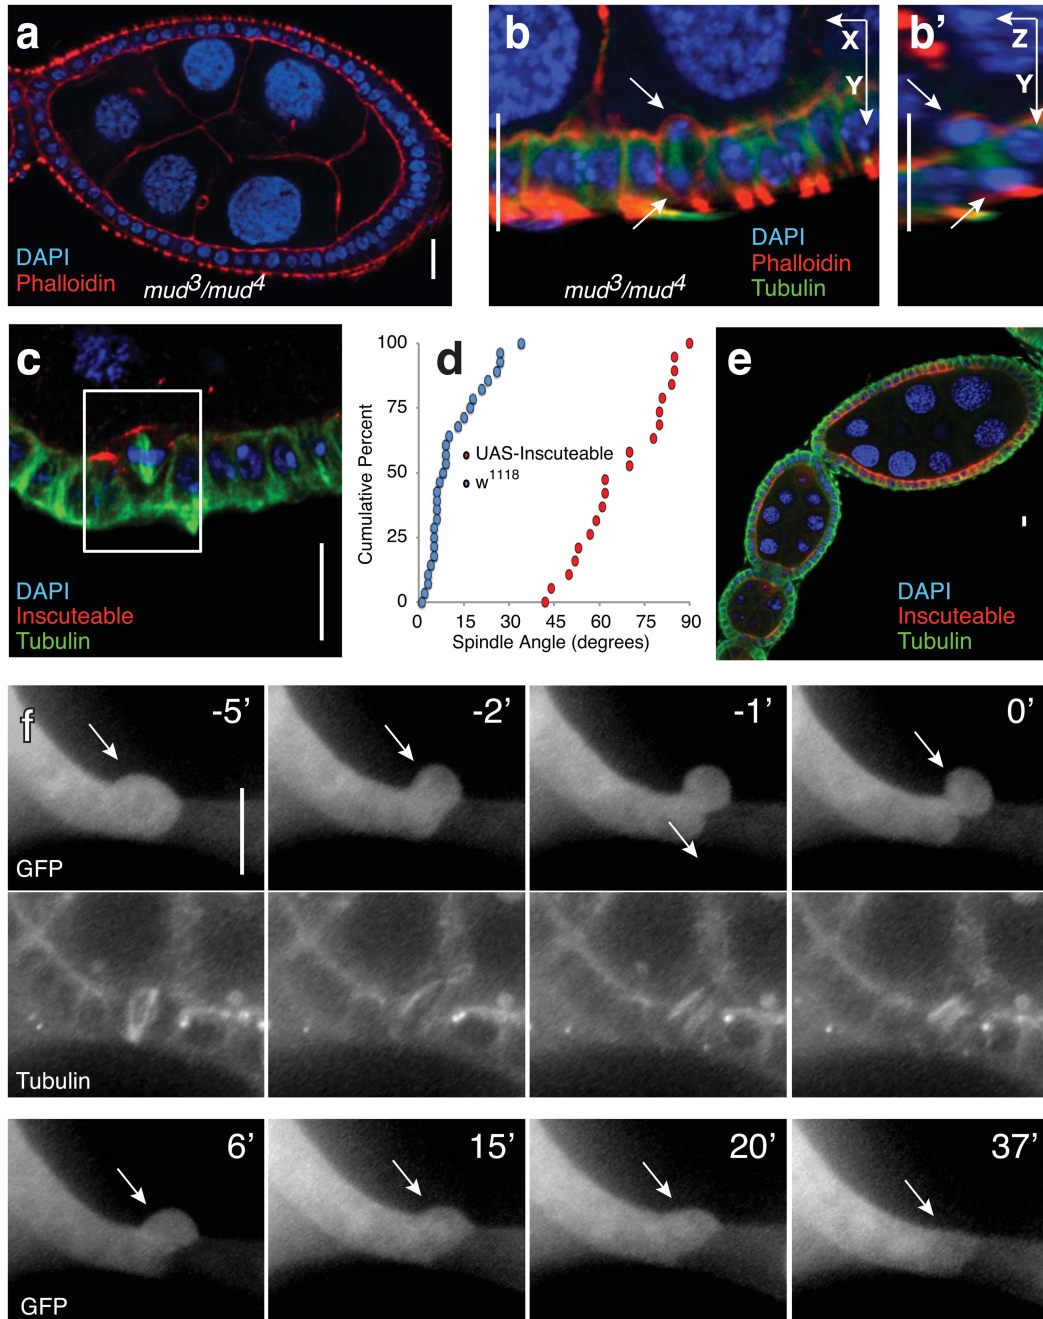 a
DAPI
Phalloidin
mud3/mud4
b
X
Y
DAPI
Phalloidin
Tubulin
mud3/mud4
b’
Z
Y
c
DAPI
Inscuteable
Tubulin
d
Cumulative Percent
100
75
50
25
0
UAS-Inscuteable
w1118
0 15 30 45 60 75 90
Spindle Angle (degrees)
e
DAPI
Inscuteable
Tubulin
f
-5’
-2’
-1’
0’
GFP
Tubulin
6’
15’
20’
37’
GFP